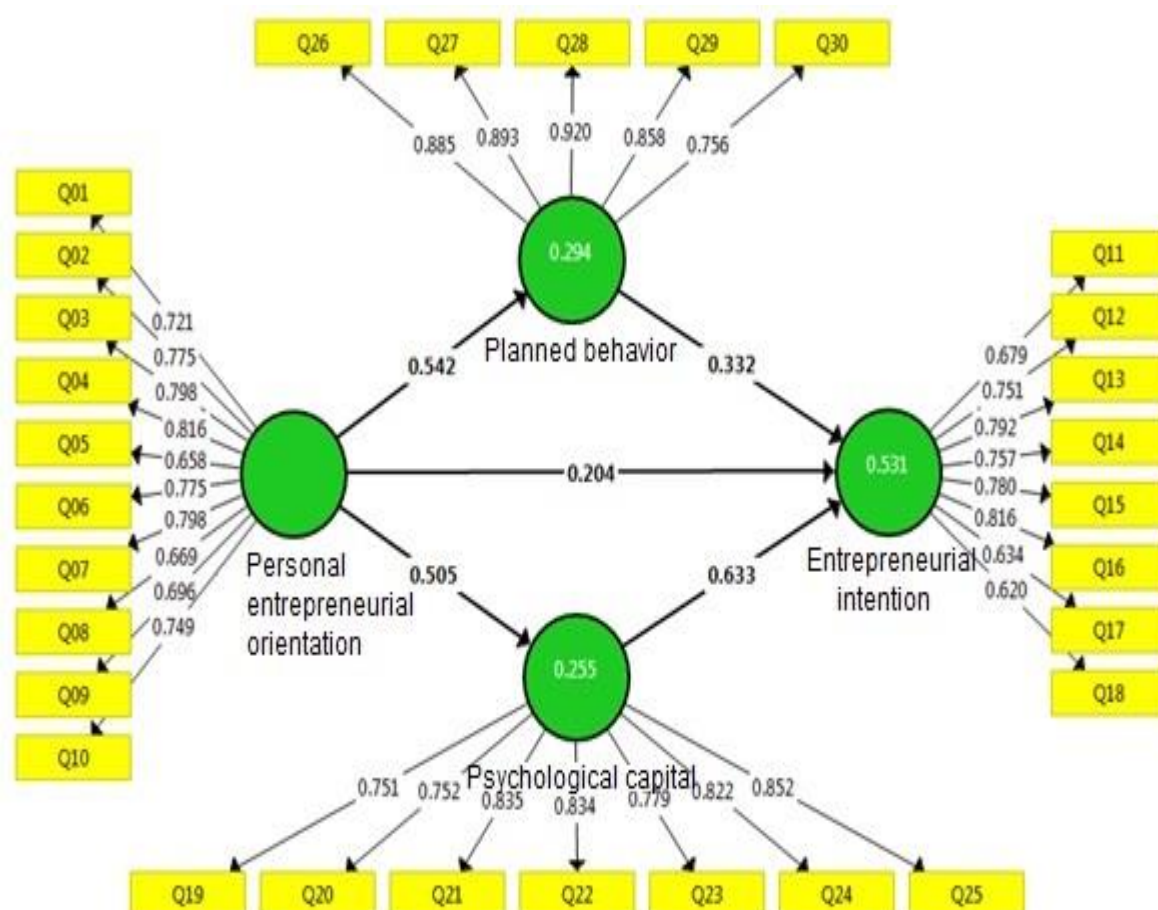 Q26 Q27 Q28 Q29 Q30
0.885 0.893 0.920 0.858 0.756
Q01
Q02
Q03
Q04
Q05
Q06
Q07
Q08
Q09
Q10
0.721
0.775
0.798
0.816
0.658
0.775
0.798
0.669
0.696
0.749
0.294
Planned behavior
0.542
0.332
0.204
0.505
0.633
Personal
entrepreneurial
orientation
0.531
Entrepreneurial
intention
0.679
0.751
0.792
0.757
0.780
0.816
0.634
0.620
Q11
Q12
Q13
Q14
Q15
Q16
Q17
Q18
0.255
Psychological capital
0.751 0.752 0.835 0.834 0.779 0.822 0.852
Q19 Q20 Q21 Q22 Q23 Q24 Q25